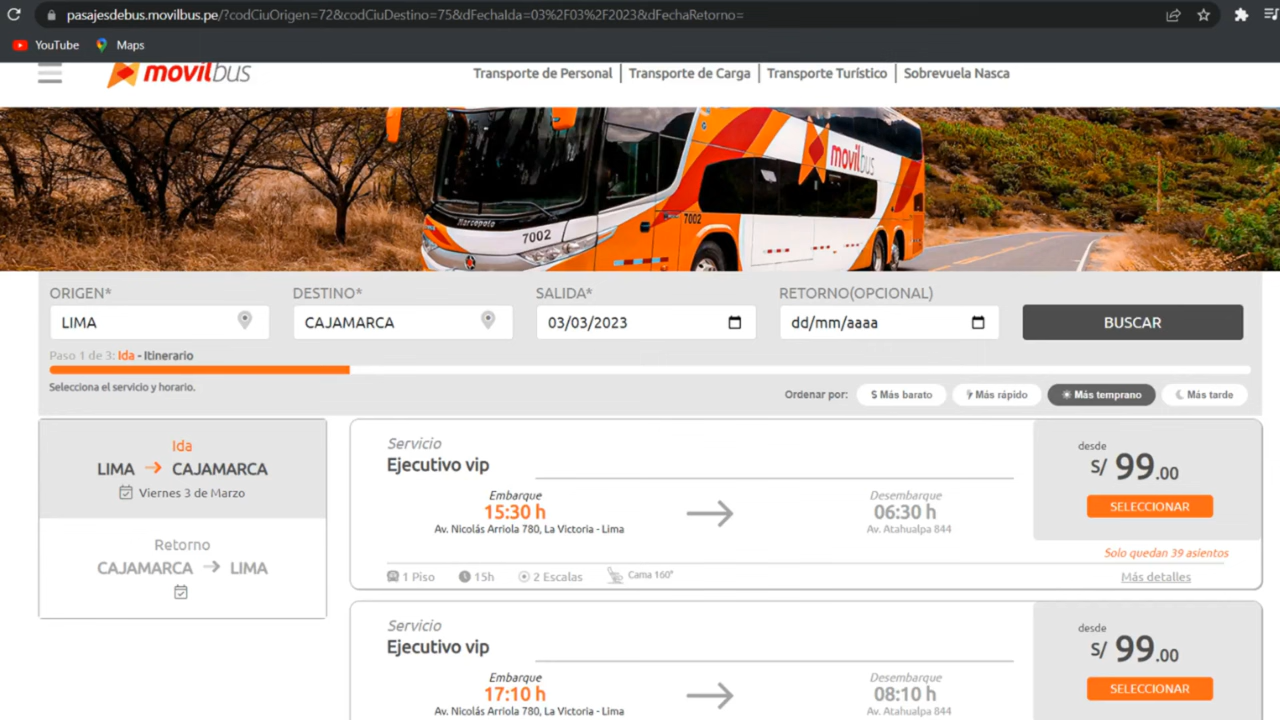 pasajesdebus.movilbus.pe/?codCiuOrigen=72&codCiuDestino=75&dFechaIda=03%2F03%2F2023&dFechaRetorno=
YouTube Maps
movilbus Transporte de Personal | Transporte de Carga | Transporte Turístico | Sobrevuela Nasca
movilbus
Nortepolo
7002
7002
ORIGEN* DESTINO* SALIDA* RETORNO(OPCIONAL)
LIMA CAJAMARCA 03/03/2023 dd/mm/aaaa BUSCAR
Paso 1 de 3: Ida - Itinerario
Selecciona el servicio y horario.
Ordenar por: $ Más barato Más rápido Más temprano Más tarde
Ida
LIMA → CAJAMARCA
Viernes 3 de Marzo
Retorno
CAJAMARCA → LIMA
Servicio
Ejecutivo vip
Embarque
15:30 h
Av. Nicolás Arriola 780, La Victoria - Lima
Desembarque
06:30 h
Av. Atahualpa 844
desde
S/ 99.00
SELECCIONAR
Solo quedan 39 asientos
1 Piso 15h 2 Escalas Cama 160°
Más detalles
Servicio
Ejecutivo vip
Embarque
17:10 h
Av. Nicolás Arriola 780, La Victoria - Lima
Desembarque
08:10 h
Av. Atahualpa 844
desde
S/ 99.00
SELECCIONAR